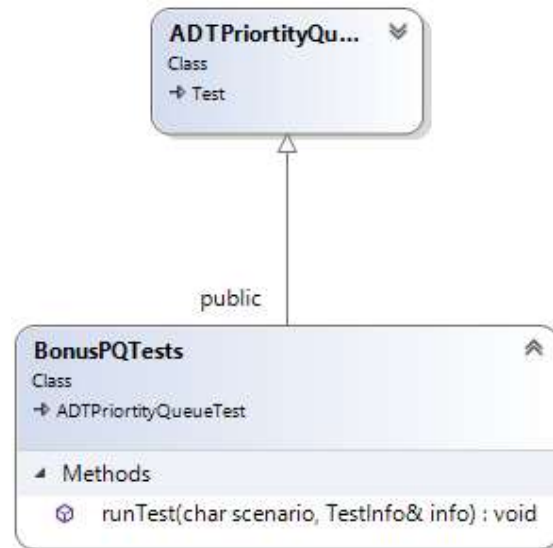 ADTPriortityQu...
Class
Test
public
BonusPQTests
Class
ADTPriortityQueueTest
Methods
runTest(char scenario, TestInfo& info) : void